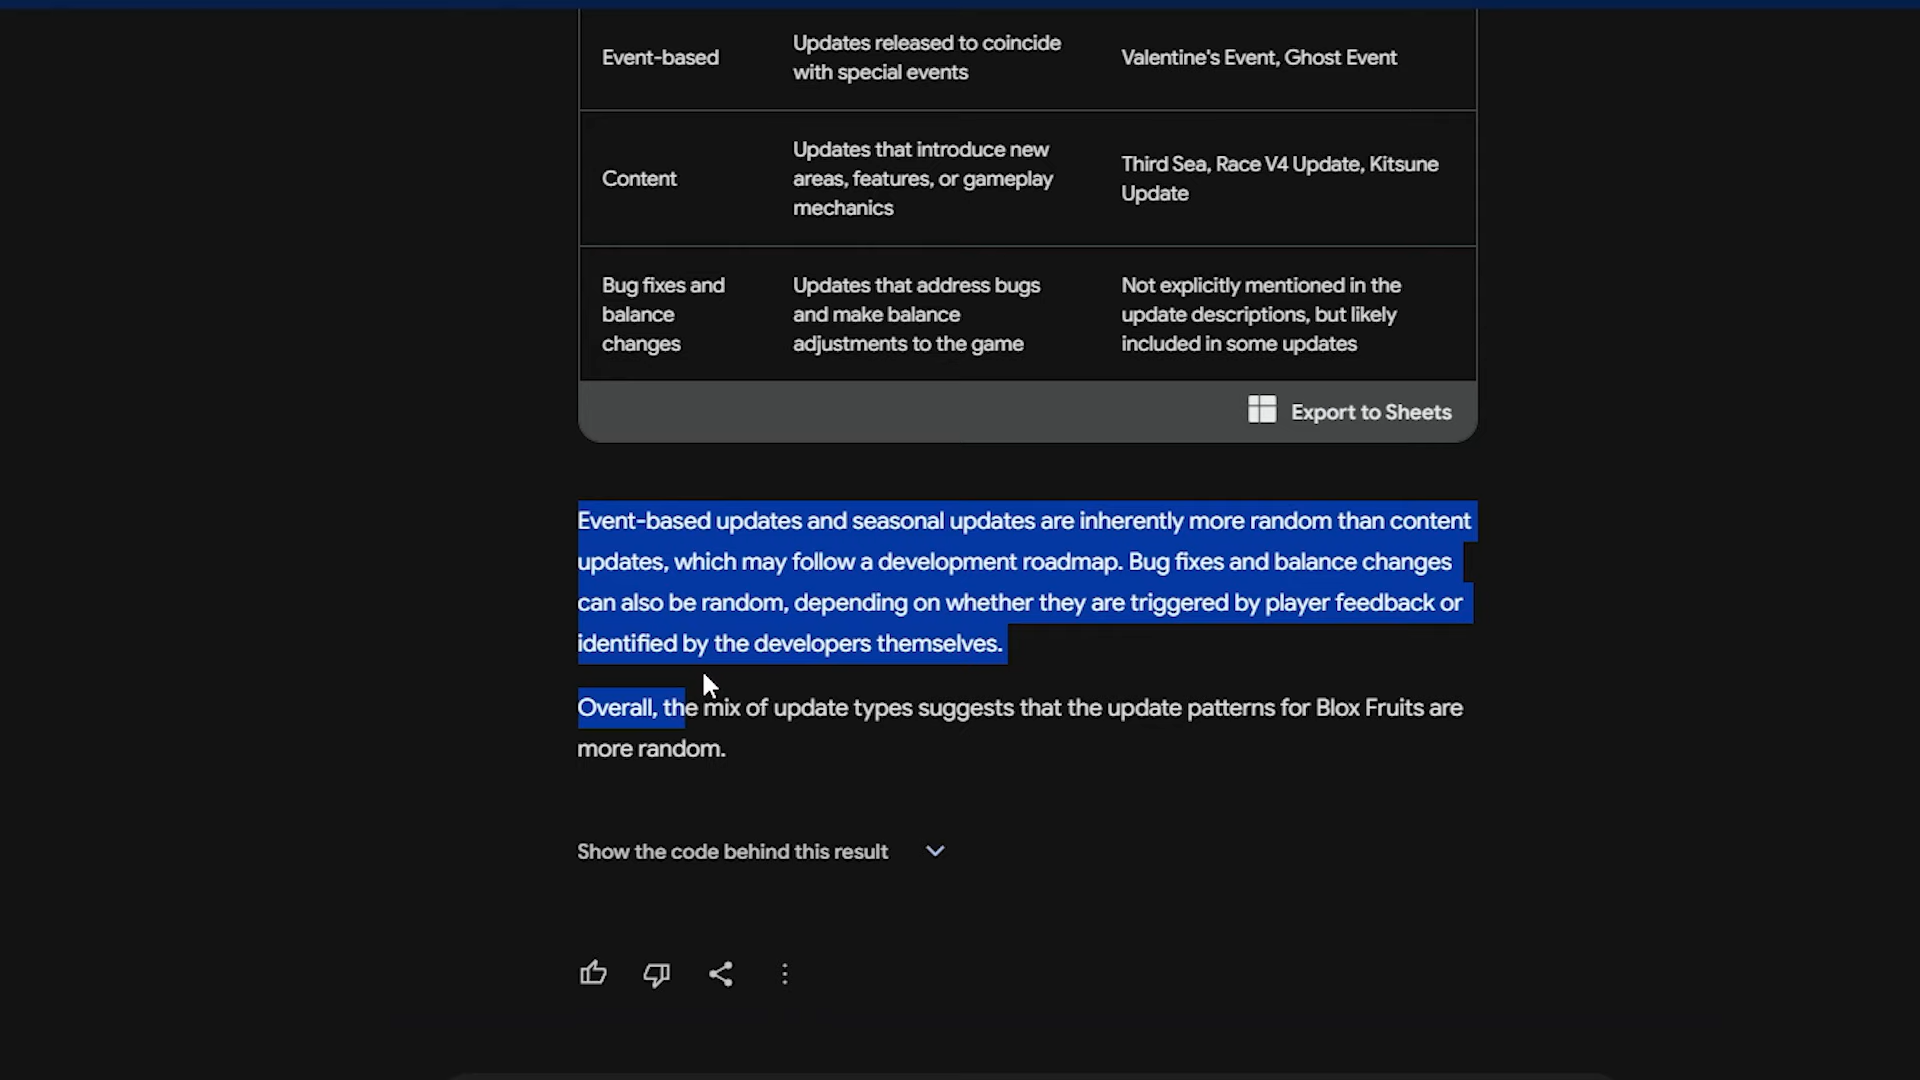 Event-based
Updates released to coincide
with special events
Valentine's Event, Ghost Event
Content
Updates that introduce new
areas, features, or gameplay
mechanics
Third Sea, Race V4 Update, Kitsune
Update
Bug fixes and
balance
changes
Updates that address bugs
and make balance
adjustments to the game
Not explicitly mentioned in the
update descriptions, but likely
included in some updates
Export to Sheets
Event-based updates and seasonal updates are inherently more random than content
updates, which may follow a development roadmap. Bug fixes and balance changes
can also be random, depending on whether they are triggered by player feedback or
identified by the developers themselves.
Overall, the mix of update types suggests that the update patterns for Blox Fruits are
more random.
Show the code behind this result